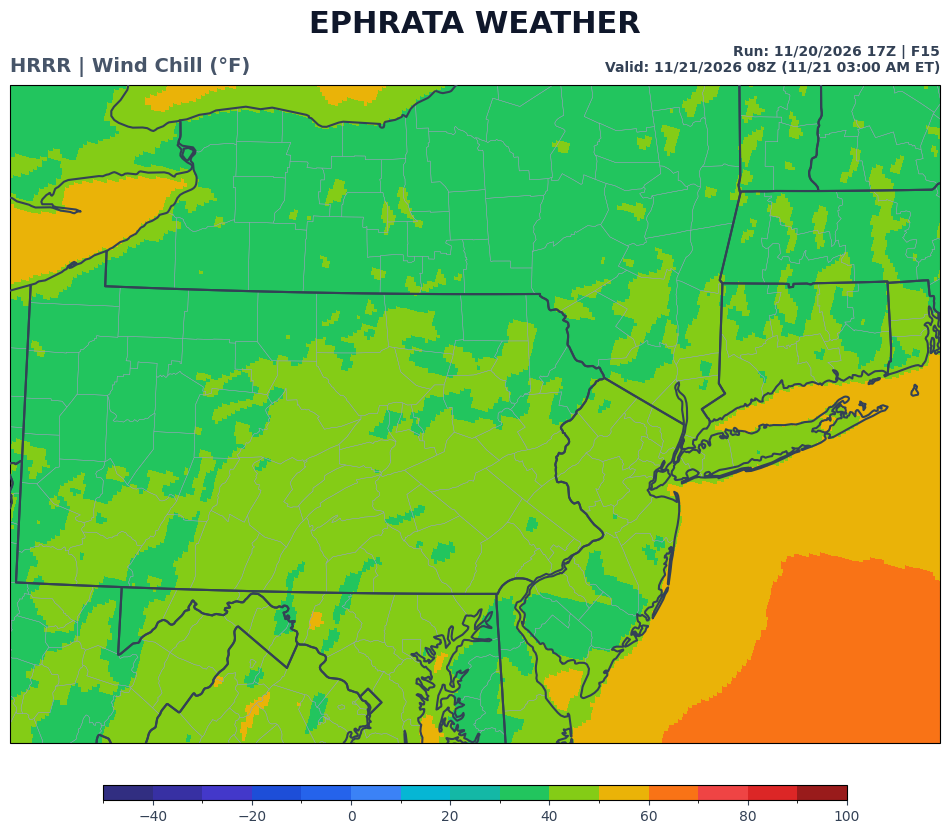 EPHRATA WEATHER
HRRR | Wind Chill (°F)
Run: 11/20/2026 17Z | F15
Valid: 11/21/2026 08Z (11/21 03:00 AM ET)
−40 −20 0 20 40 60 80 100